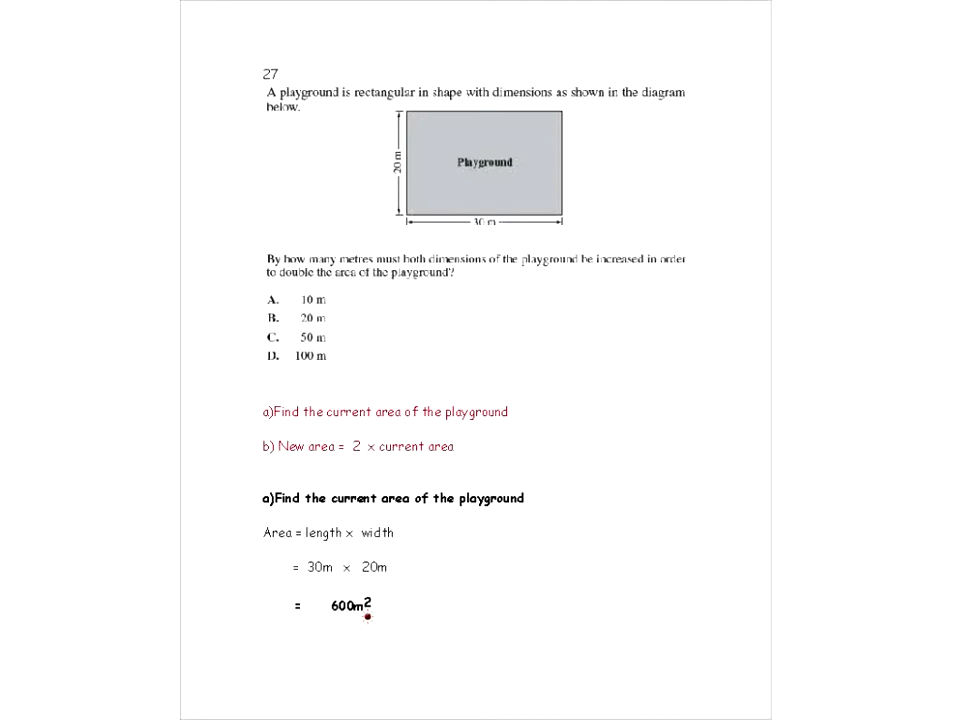 27
A playground is rectangular in shape with dimensions as shown in the diagram
below.
20 m
Playground
30 m
By how many metres must both dimensions of the playground be increased in order
to double the area of the playground?
A. 10 m
B. 20 m
C. 50 m
D. 100 m
a)Find the current area of the playground
b) New area = 2 x current area
a)Find the current area of the playground
Area = length x width
= 30m x 20m
= 600m2